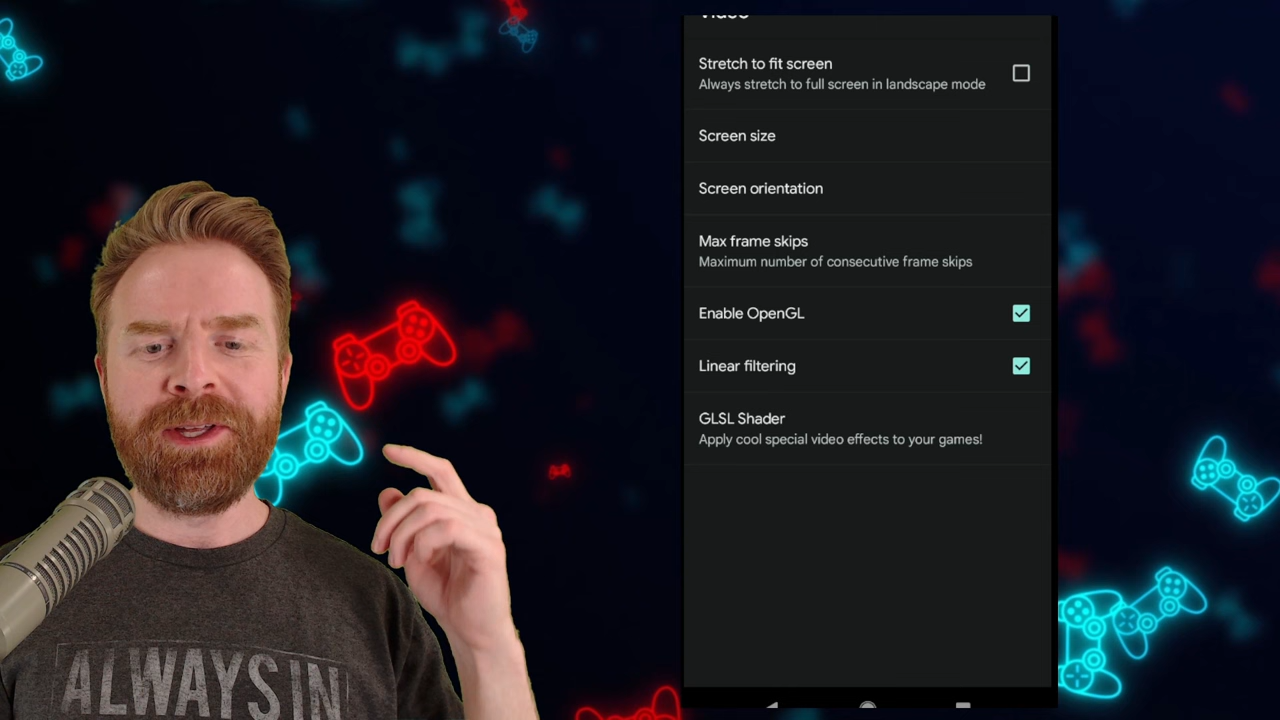 Video
Stretch to fit screen
Always stretch to full screen in landscape mode
Screen size
Screen orientation
Max frame skips
Maximum number of consecutive frame skips
Enable OpenGL
Linear filtering
GLSL Shader
Apply cool special video effects to your games!
ALWAYS IN